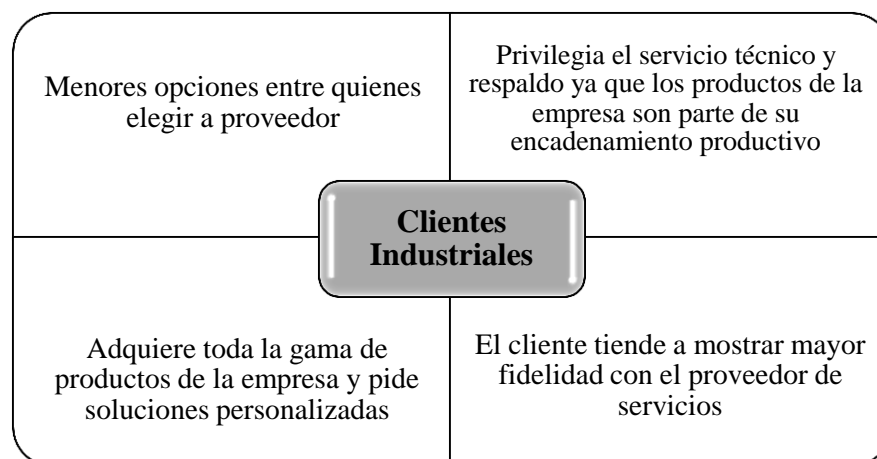 Menores opciones entre quienes
elegir a proveedor
Privilegia el servicio técnico y
respaldo ya que los productos de la
empresa son parte de su
encadenamiento productivo
Clientes
Industriales
Adquiere toda la gama de
productos de la empresa y pide
soluciones personalizadas
El cliente tiende a mostrar mayor
fidelidad con el proveedor de
servicios